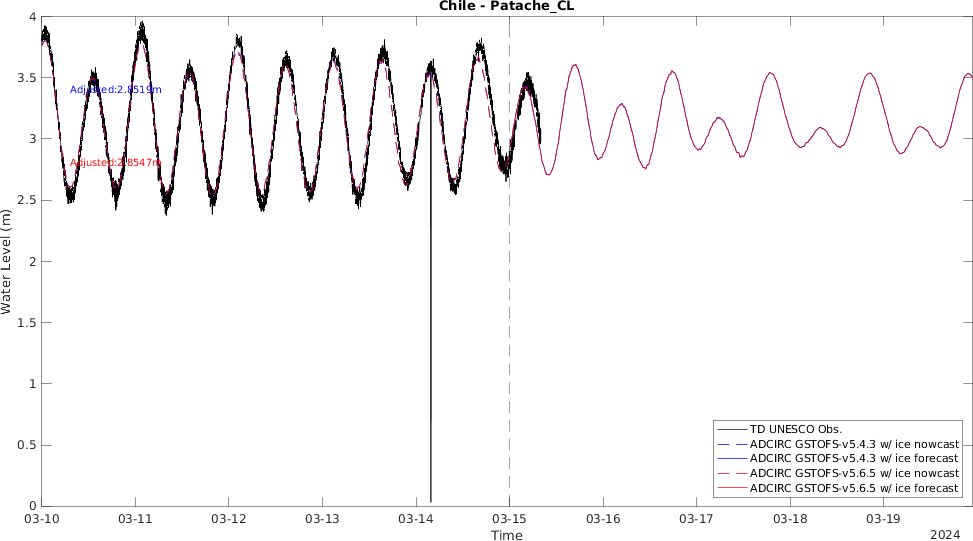 Chile - Patache_CL
4
3.5
3
2.5
2
1.5
1
0.5
0
Water Level (m)
Adjusted:2.8519m
Adjusted:2.8547m
TD UNESCO Obs.
ADCIRC GSTOFS-v5.4.3 w/ ice nowcast
ADCIRC GSTOFS-v5.4.3 w/ ice forecast
ADCIRC GSTOFS-v5.6.5 w/ ice nowcast
ADCIRC GSTOFS-v5.6.5 w/ ice forecast
03-10 03-11 03-12 03-13 03-14 03-15 03-16 03-17 03-18 03-19
Time
2024